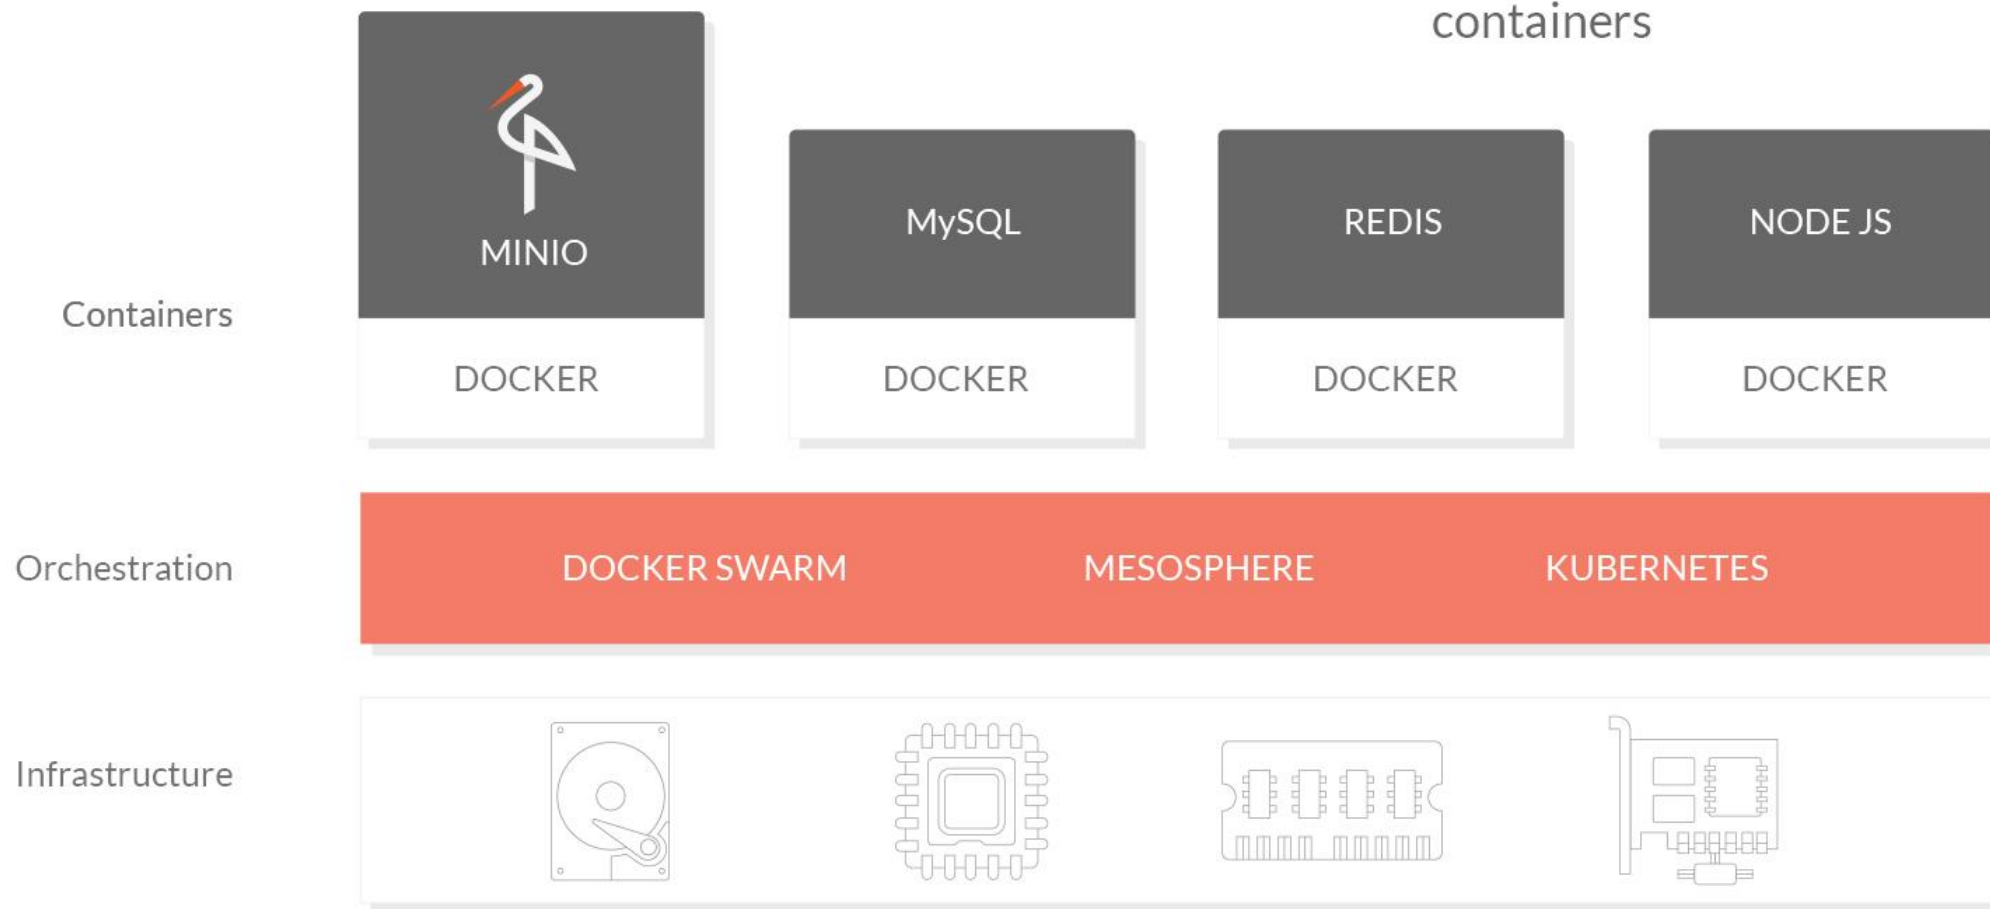 containers
MINIO
MySQL
REDIS
NODE JS
Containers
DOCKER
DOCKER
DOCKER
DOCKER
Orchestration
DOCKER SWARM
MESOSPHERE
KUBERNETES
Infrastructure